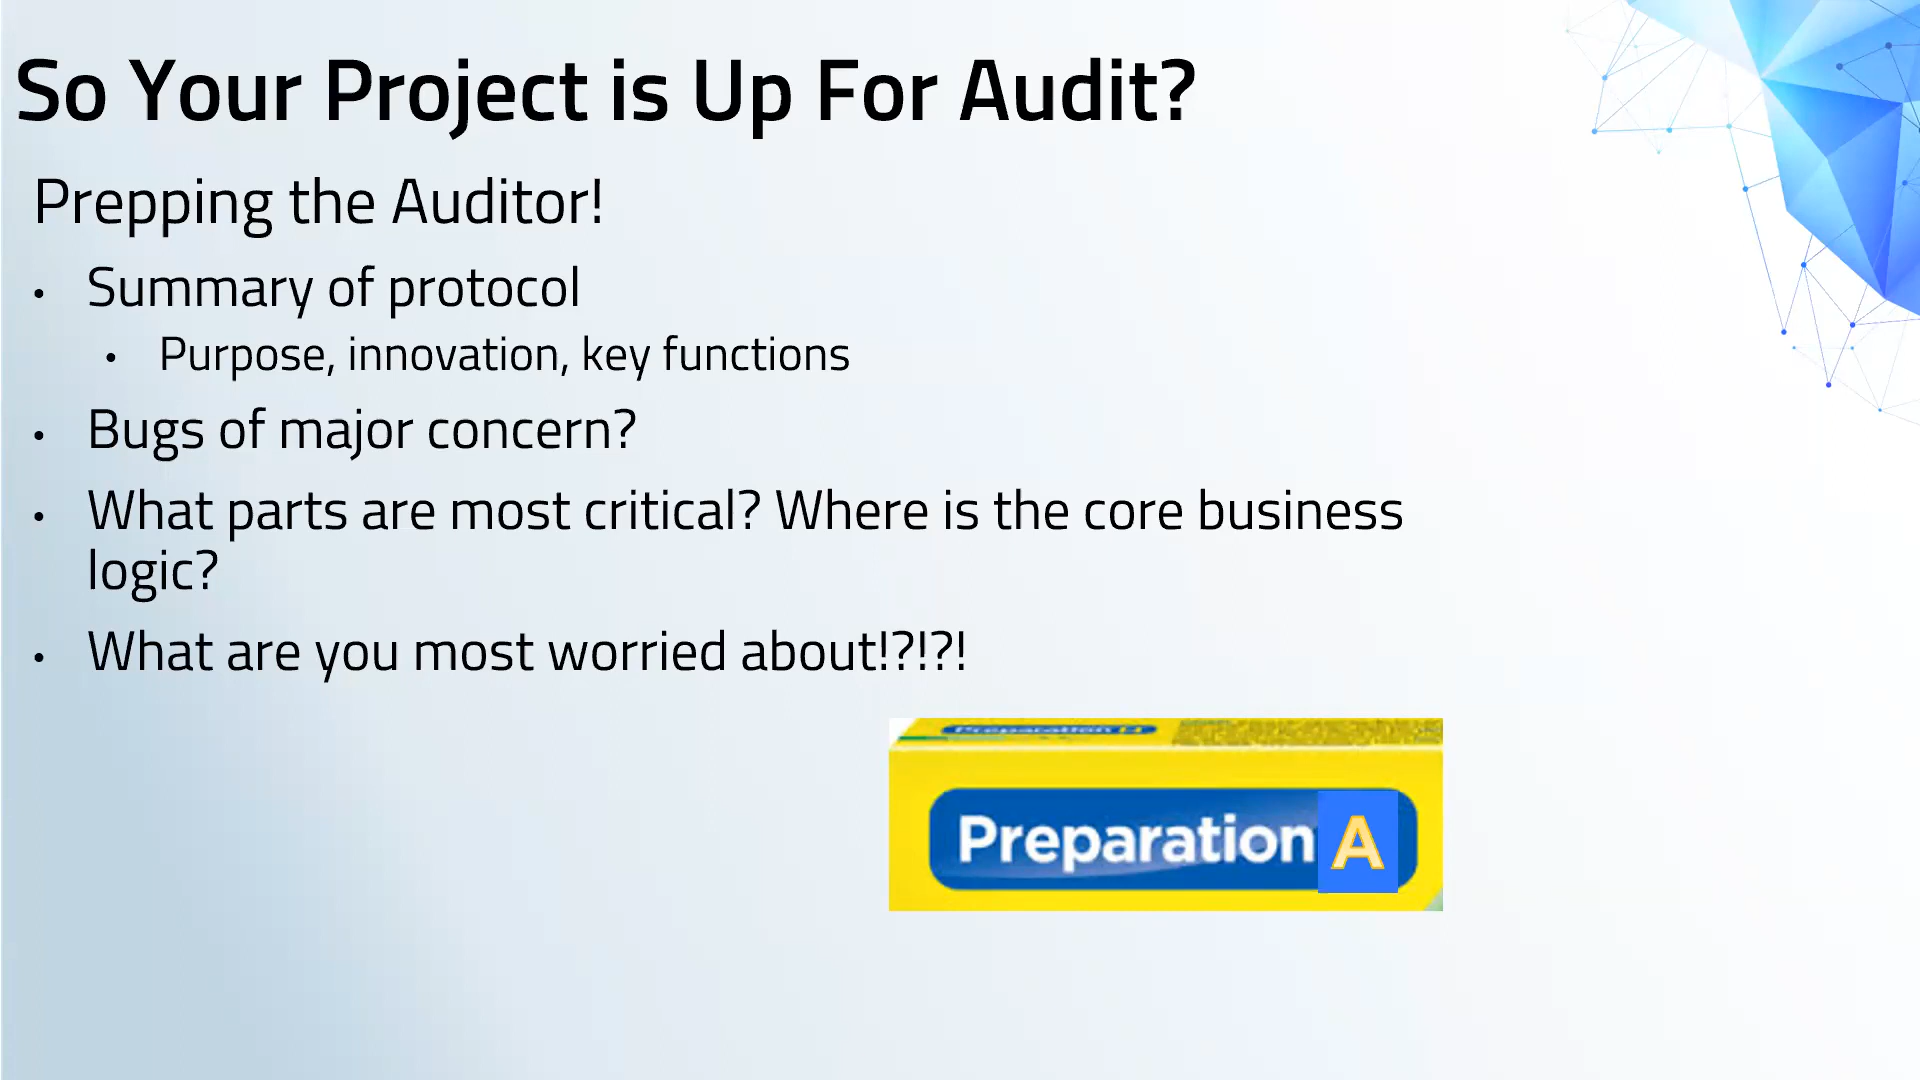 So Your Project is Up For Audit?
Prepping the Auditor!
• Summary of protocol
• Purpose, innovation, key functions
• Bugs of major concern?
• What parts are most critical? Where is the core business
logic?
• What are you most worried about!?!?!
Preparation H
Preparation A